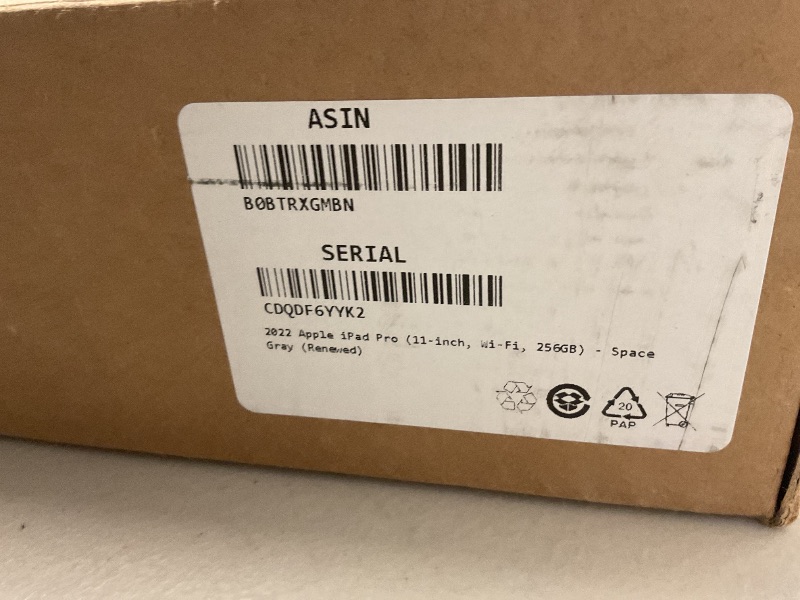 ASIN
B0BTRXGMBN
SERIAL
CDQDF6YYK2
2022 Apple iPad Pro (11-inch, Wi-Fi, 256GB) - Space
Gray (Renewed)
20
PAP